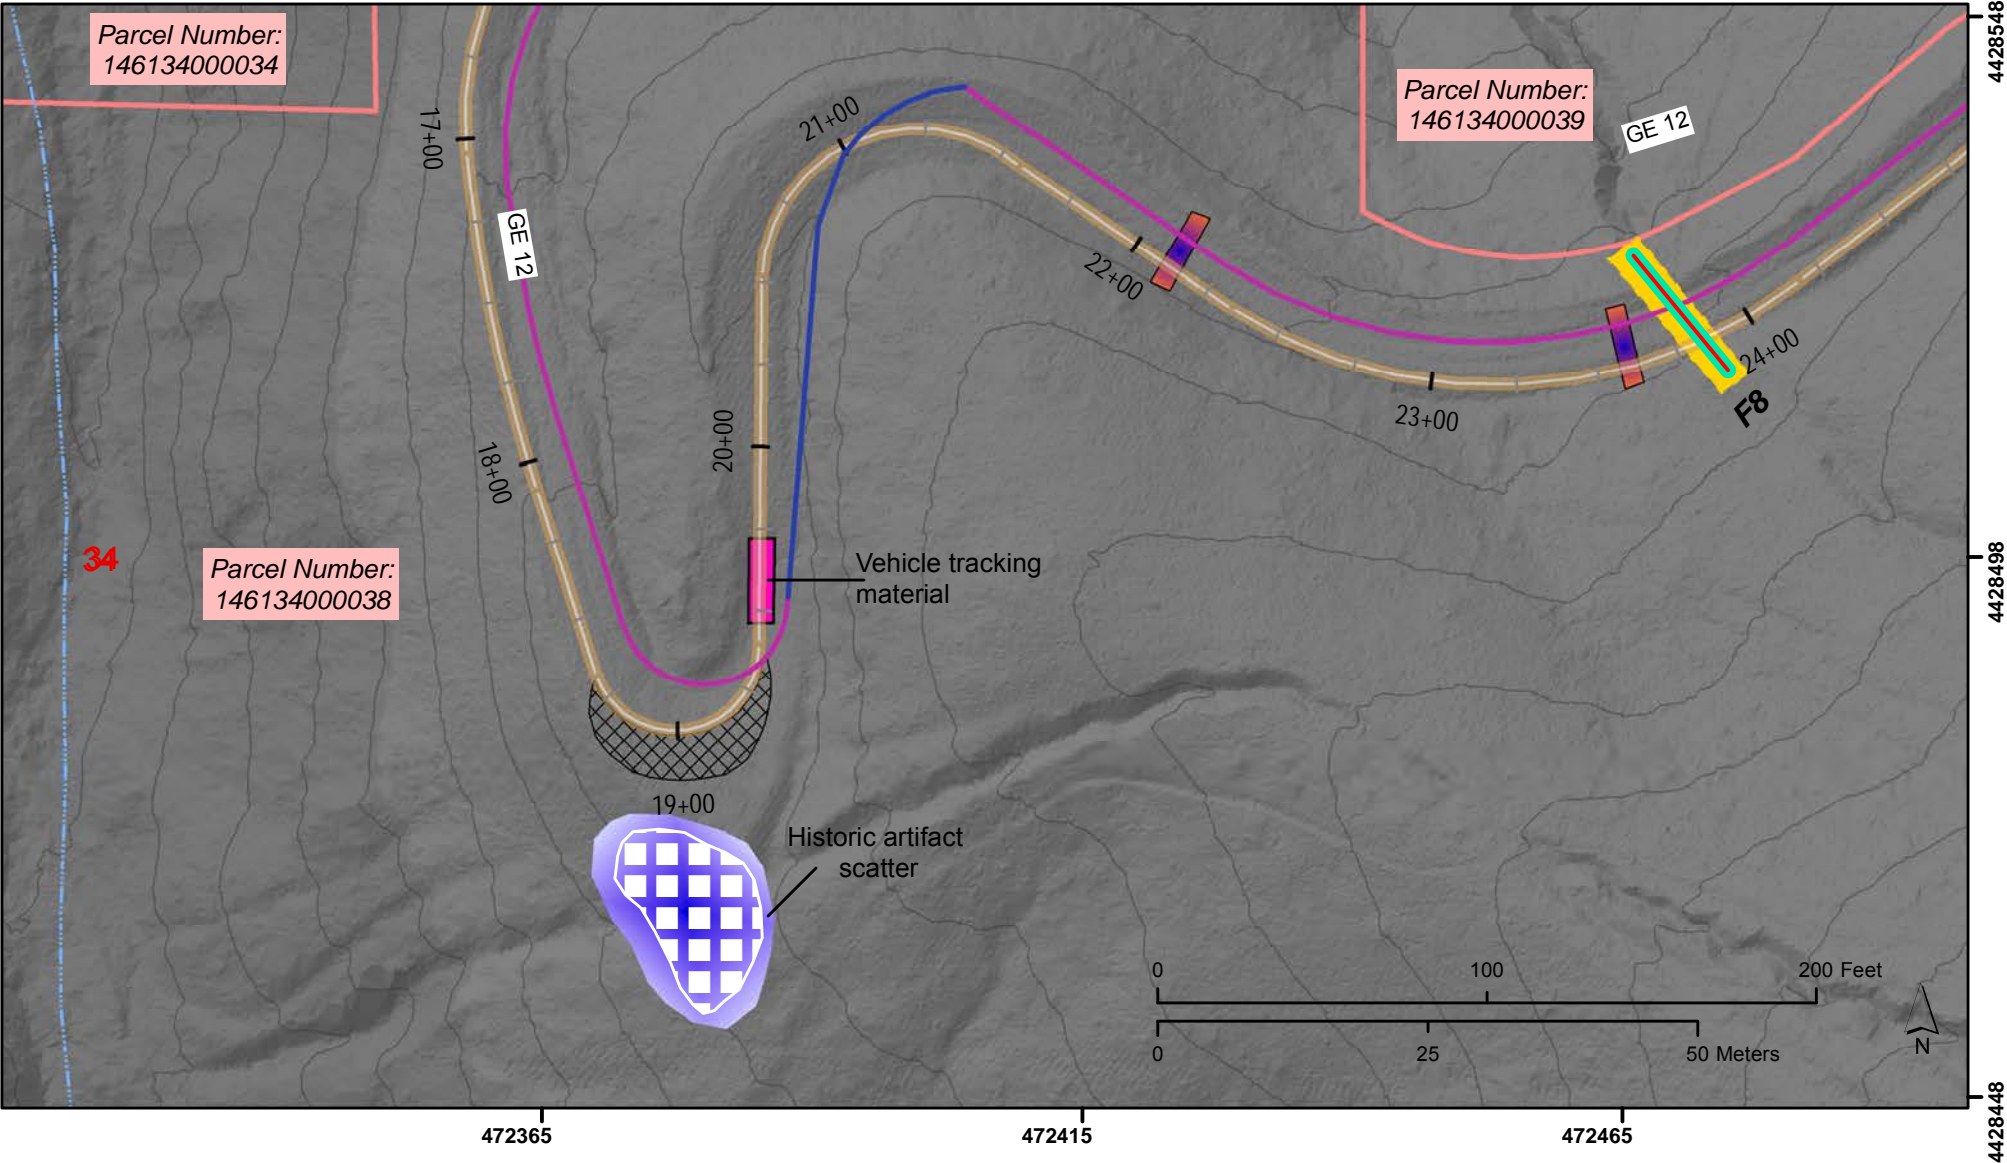 Parcel Number:
146134000034
4428548
17+00
21+00
Parcel Number:
146134000039
GE 12
GE 12
22+00
24+00
F8
23+00
20+00
18+00
34
Parcel Number:
146134000038
Vehicle tracking
material
4428498
19+00
Historic artifact
scatter
0 100 200 Feet
0 25 50 Meters
N
4428448
472365 472415 472465